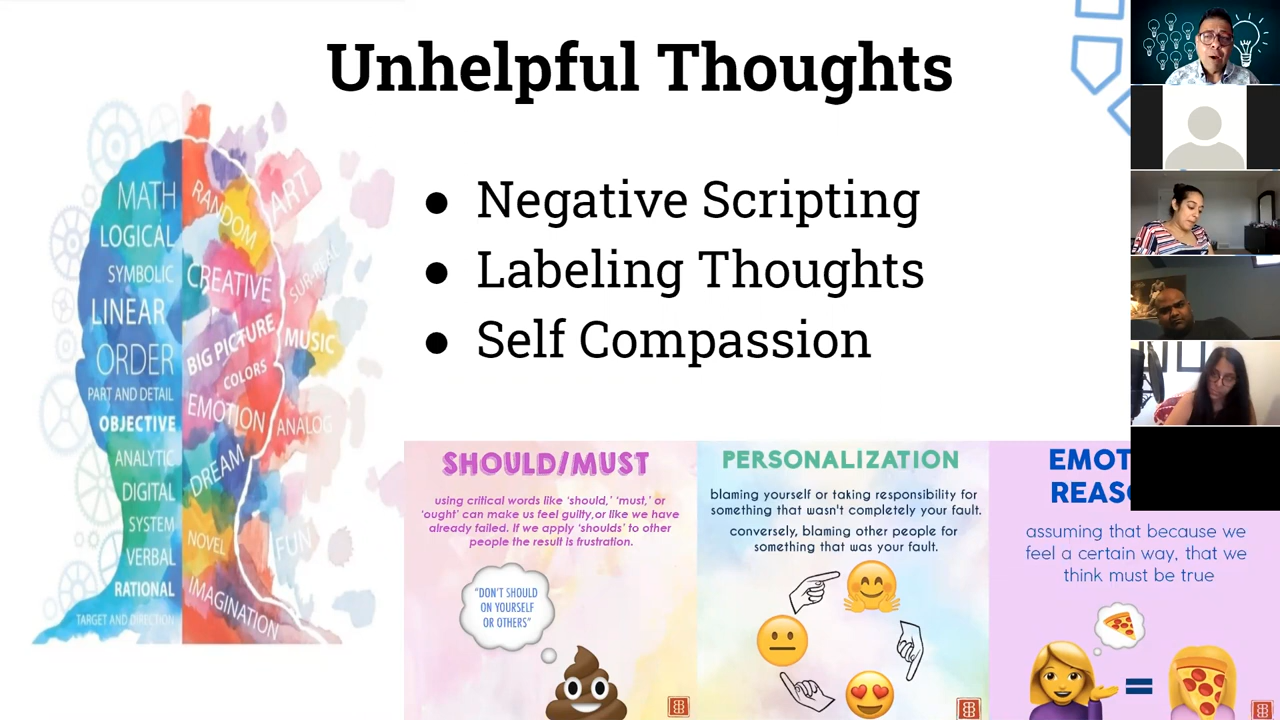 Unhelpful Thoughts
● Negative Scripting
● Labeling Thoughts
● Self Compassion
MATH
LOGICAL
SYMBOLIC
LINEAR
ORDER
PART AND DETAIL
OBJECTIVE
ANALYTIC
DIGITAL
SYSTEM
VERBAL
RATIONAL
TARGET AND DIRECTION
RANDOM
ART
CREATIVE
SUR-REAL
BIG PICTURE
MUSIC
COLORS
EMOTION
ANALOG
DREAM
NOVEL
FUN
IMAGINATION
SHOULD/MUST
using critical words like ‘should,’ ‘must,’ or
‘ought’ can make us feel guilty,or like we have
already failed. If we apply ‘shoulds’ to other
people the result is frustration.
“DON'T SHOULD
ON YOURSELF
OR OTHERS”
PERSONALIZATION
blaming yourself or taking responsibility for
something that wasn't completely your fault.
conversely, blaming other people for
something that was your fault.
EMOT
REAS
assuming that because we
feel a certain way, that we
think must be true